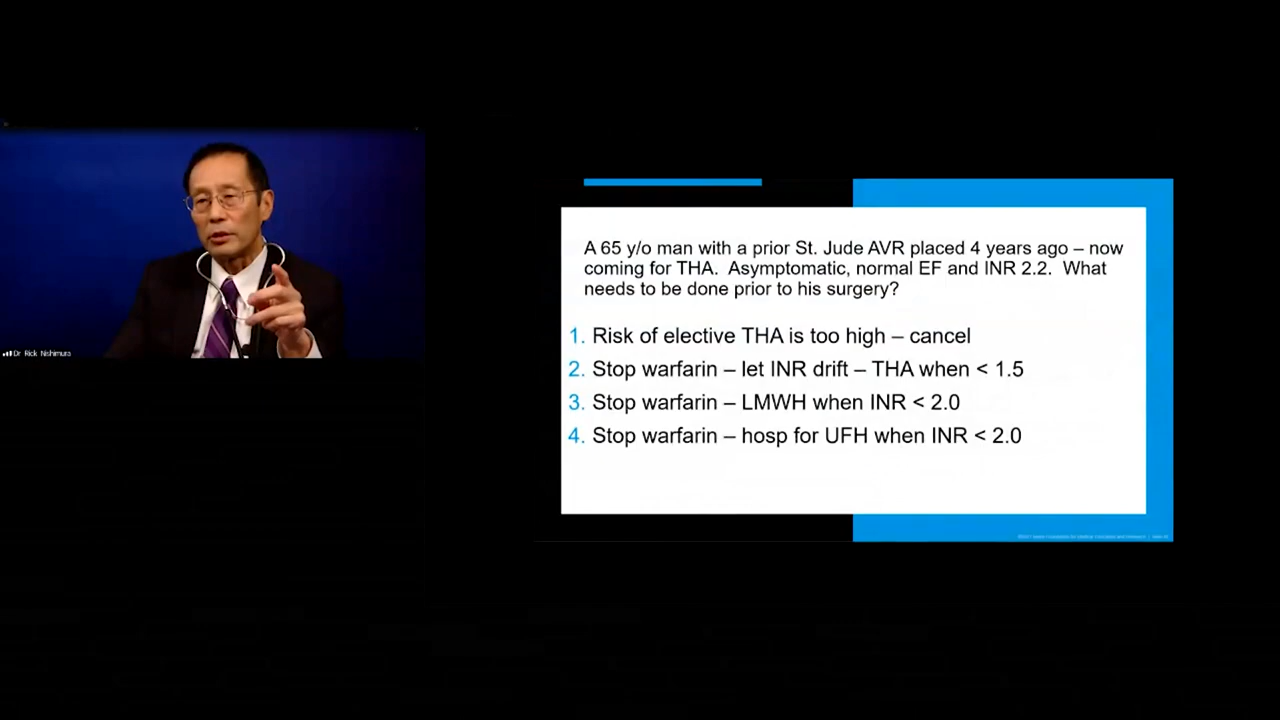 A 65 y/o man with a prior St. Jude AVR placed 4 years ago – now
coming for THA.  Asymptomatic, normal EF and INR 2.2.  What
needs to be done prior to his surgery?
1. Risk of elective THA is too high – cancel
2. Stop warfarin – let INR drift – THA when < 1.5
3. Stop warfarin – LMWH when INR < 2.0
4. Stop warfarin – hosp for UFH when INR < 2.0
Dr Rick Nishimura